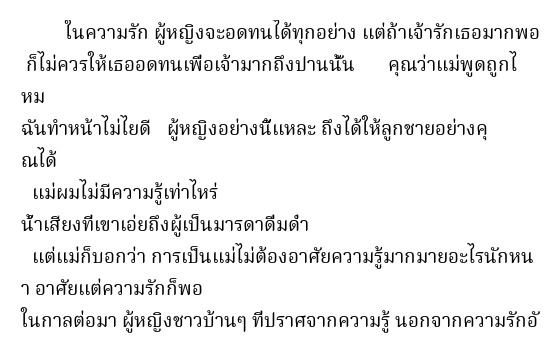 ในความรัก ผู้หญิงจะอดทนได้ทุกอย่าง แต่ถ้าเจ้ารักเธอมากพอ
ก็ไม่ควรให้เธออดทนเพื่อเจ้ามากถึงปานนั้น คุณว่าแม่พูดถูกไ
หม
ฉันทำหน้าไม่ไยดี ผู้หญิงอย่างนี้แหละ ถึงได้ให้ลูกชายอย่างคุ
ณได้
แม่ผมไม่มีความรู้เท่าไหร่
น้ำเสียงที่เขาเอ่ยถึงผู้เป็นมารดาดื่มด่ำ
แต่แม่ก็บอกว่า การเป็นแม่ไม่ต้องอาศัยความรู้มากมายอะไรนักหน
า อาศัยแต่ความรักก็พอ
ในกาลต่อมา ผู้หญิงชาวบ้านๆ ที่ปราศจากความรู้ นอกจากความรักอั